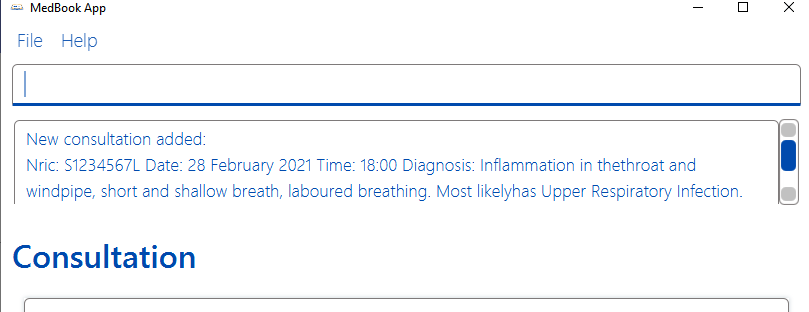 MedBook App
File Help
New consultation added:
Nric: S1234567L Date: 28 February 2021 Time: 18:00 Diagnosis: Inflammation in thethroat and
windpipe, short and shallow breath, laboured breathing. Most likelyhas Upper Respiratory Infection.
Consultation